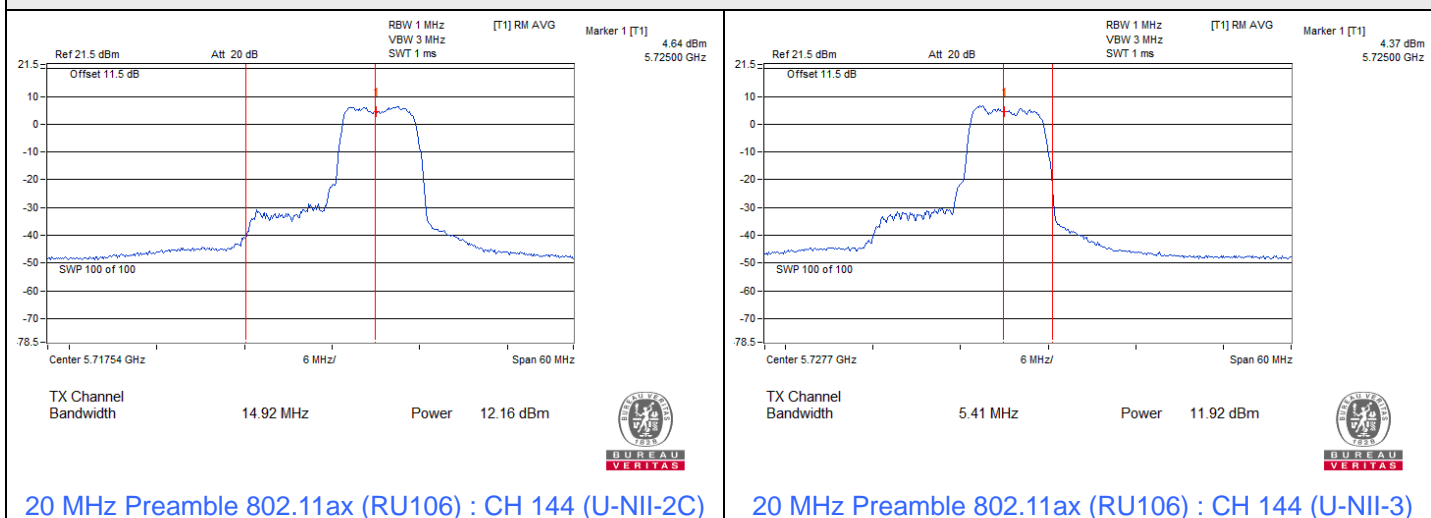 RBW 1 MHz [T1] RM AVG Marker 1 [T1]
VBW 3 MHz 4.64 dBm
Ref 21.5 dBm Att 20 dB SWT 1 ms 5.72500 GHz
21.5
Offset 11.5 dB
1
10
0
-10
-20
-30
-40
-50
SWP 100 of 100
-60
-70
-78.5
Center 5.71754 GHz 6 MHz/ Span 60 MHz
TX Channel
Bandwidth 14.92 MHz Power 12.16 dBm
BUREAU VERITAS
1828
BUREAU
VERITAS
20 MHz Preamble 802.11ax (RU106) : CH 144 (U-NII-2C)
RBW 1 MHz [T1] RM AVG Marker 1 [T1]
VBW 3 MHz 4.37 dBm
Ref 21.5 dBm Att 20 dB SWT 1 ms 5.72500 GHz
21.5
Offset 11.5 dB
1
10
0
-10
-20
-30
-40
-50
SWP 100 of 100
-60
-70
-78.5
Center 5.7277 GHz 6 MHz/ Span 60 MHz
TX Channel
Bandwidth 5.41 MHz Power 11.92 dBm
BUREAU VERITAS
1828
BUREAU
VERITAS
20 MHz Preamble 802.11ax (RU106) : CH 144 (U-NII-3)